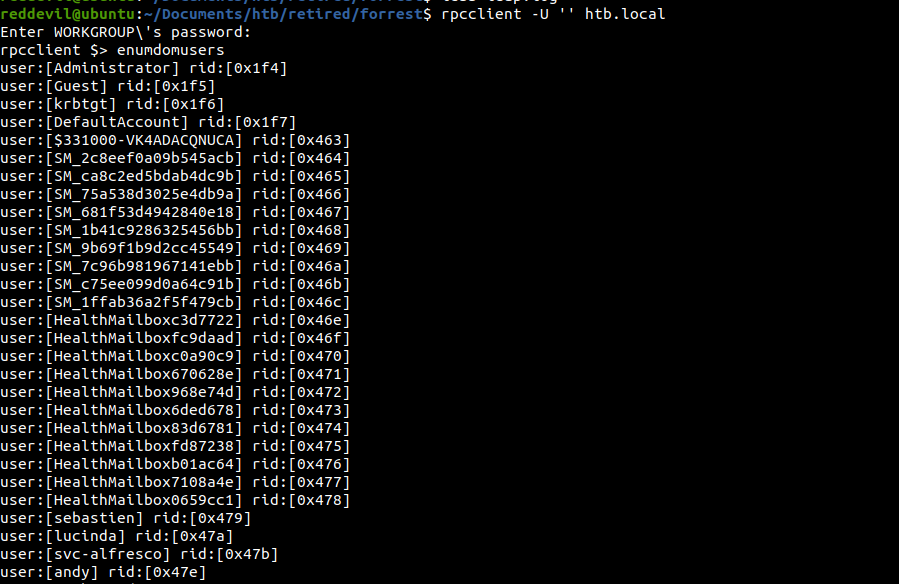 reddevil@ubuntu:~/Documents/htb/retired/forrest$ rpcclient -U '' htb.local
Enter WORKGROUP\'s password:
rpcclient $> enumdomusers
user:[Administrator] rid:[0x1f4]
user:[Guest] rid:[0x1f5]
user:[krbtgt] rid:[0x1f6]
user:[DefaultAccount] rid:[0x1f7]
user:[$331000-VK4ADACQNUCA] rid:[0x463]
user:[SM_2c8eef0a09b545acb] rid:[0x464]
user:[SM_ca8c2ed5bdab4dc9b] rid:[0x465]
user:[SM_75a538d3025e4db9a] rid:[0x466]
user:[SM_681f53d4942840e18] rid:[0x467]
user:[SM_1b41c9286325456bb] rid:[0x468]
user:[SM_9b69f1b9d2cc45549] rid:[0x469]
user:[SM_7c96b981967141ebb] rid:[0x46a]
user:[SM_c75ee099d0a64c91b] rid:[0x46b]
user:[SM_1ffab36a2f5f479cb] rid:[0x46c]
user:[HealthMailboxc3d7722] rid:[0x46e]
user:[HealthMailboxfc9daad] rid:[0x46f]
user:[HealthMailboxc0a90c9] rid:[0x470]
user:[HealthMailbox670628e] rid:[0x471]
user:[HealthMailbox968e74d] rid:[0x472]
user:[HealthMailbox6ded678] rid:[0x473]
user:[HealthMailbox83d6781] rid:[0x474]
user:[HealthMailboxfd87238] rid:[0x475]
user:[HealthMailboxb01ac64] rid:[0x476]
user:[HealthMailbox7108a4e] rid:[0x477]
user:[HealthMailbox0659cc1] rid:[0x478]
user:[sebastien] rid:[0x479]
user:[lucinda] rid:[0x47a]
user:[svc-alfresco] rid:[0x47b]
user:[andy] rid:[0x47e]